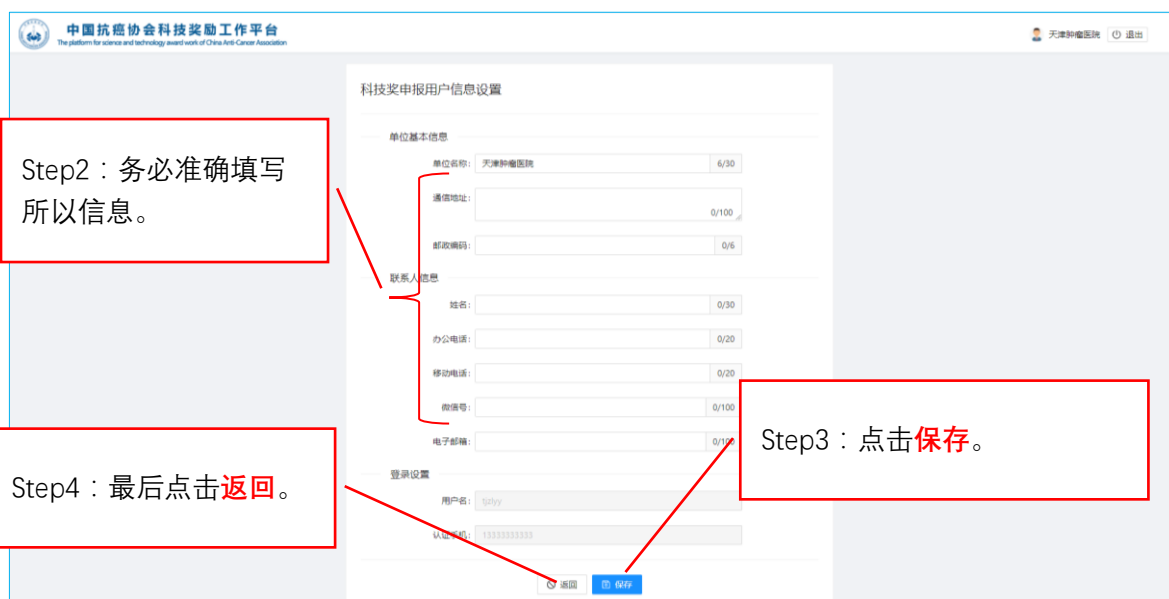 中国抗癌协会科技奖励工作平台
The platform for science and technology award work of China Anti-Cancer Association
天津肿瘤医院 退出
科技奖申报用户信息设置
单位基本信息
单位名称: 天津肿瘤医院 6/30
通信地址: 0/100
邮政编码: 0/6
联系人信息
姓名: 0/30
办公电话: 0/20
移动电话: 0/20
微信号: 0/100
电子邮箱: 0/100
登录设置
用户名: tjzlyy
认证手机: 13333333333
返回 保存
Step2：务必准确填写
所以信息。
Step3：点击保存。
Step4：最后点击返回。